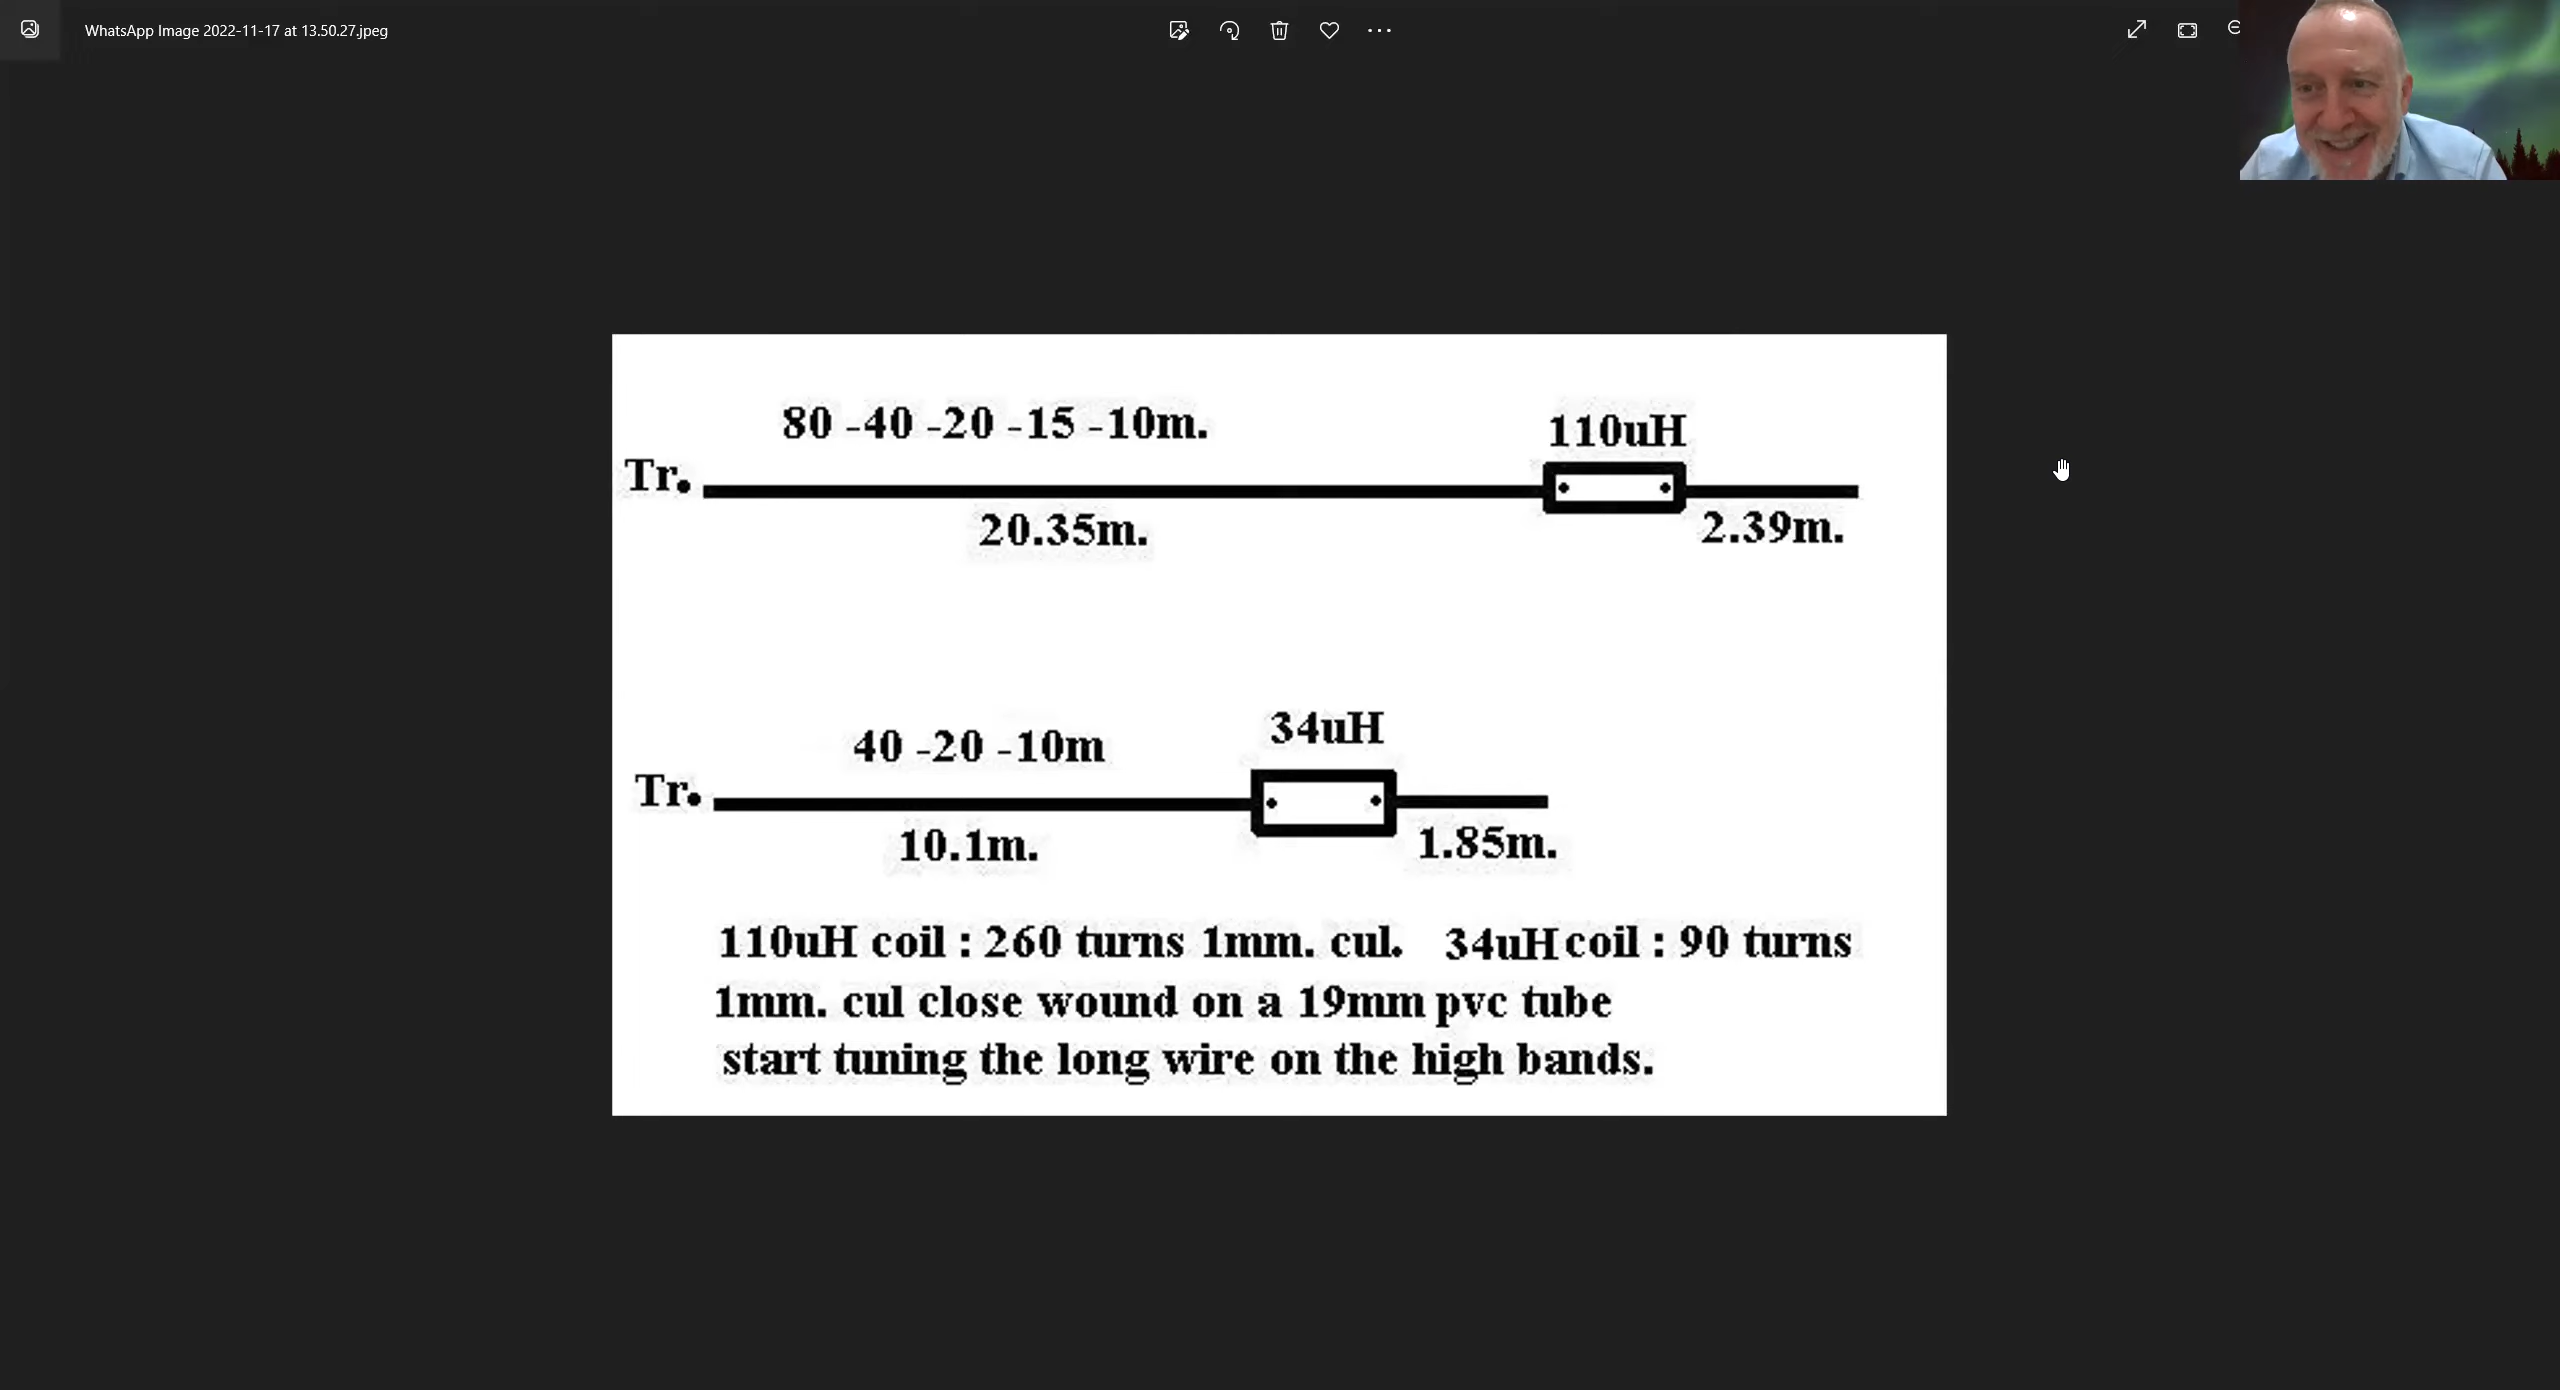 WhatsApp Image 2022-11-17 at 13.50.27.jpeg
80 -40 -20 -15 -10m.
110uH
Tr.
20.35m.
2.39m.
40 -20 -10m
34uH
Tr.
10.1m.
1.85m.
110uH coil : 260 turns 1mm. cul. 34uH coil : 90 turns
1mm. cul close wound on a 19mm pvc tube
start tuning the long wire on the high bands.